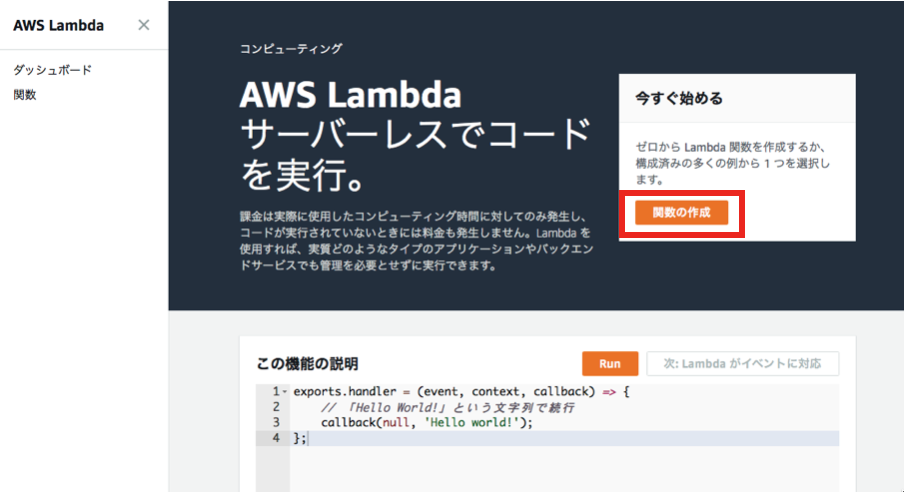 AWS Lambda ×
ダッシュボード
関数
コンピューティング
AWS Lambda
サーバーレスでコード
を実行。
課金は実際に使用したコンピューティング時間に対してのみ発生し、
コードが実行されていないときには料金も発生しません。Lambda を
使用すれば、実質どのようなタイプのアプリケーションやバックエン
ドサービスでも管理を必要とせずに実行できます。
今すぐ始める
ゼロから Lambda 関数を作成するか、
構成済みの多くの例から 1 つを選択し
ます。
関数の作成
この機能の説明
Run
次: Lambda がイベントに対応
1 exports.handler = (event, context, callback) => {
2 // 「Hello World!」という文字列で続行
3 callback(null, 'Hello world!');
4 };